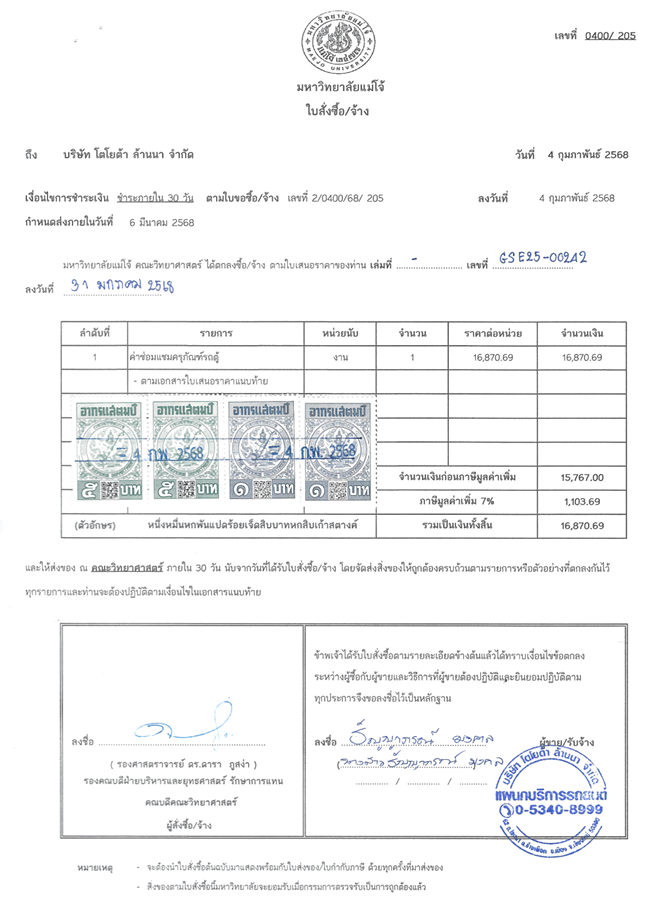 มหาวิทยาลัยแม่โจ้
MAEJO UNIVERSITY
เลขที่ 0400/ 205
มหาวิทยาลัยแม่โจ้
ใบสั่งซื้อ/จ้าง
ถึง บริษัท โตโยต้า ล้านนา จำกัด วันที่ 4 กุมภาพันธ์ 2568
เงื่อนไขการชำระเงิน ชำระภายใน 30 วัน ตามใบขอซื้อ/จ้าง เลขที่ 2/0400/68/ 205 ลงวันที่ 4 กุมภาพันธ์ 2568
กำหนดส่งภายในวันที่ 6 มีนาคม 2568
มหาวิทยาลัยแม่โจ้ คณะวิทยาศาสตร์ ได้ตกลงซื้อ/จ้าง ตามใบเสนอราคาของท่าน เล่มที่ - เลขที่ GSE25-00242
ลงวันที่ 31 มกราคม 2568
ลำดับที่ รายการ หน่วยนับ จำนวน ราคาต่อหน่วย จำนวนเงิน
1 ค่าซ่อมแซมครุภัณฑ์รถตู้ งาน 1 16,870.69 16,870.69
- ตามเอกสารใบเสนอราคาแนบท้าย
อากรแสตมป์ อากรแสตมป์ อากรแสตมป์ อากรแสตมป์
= 4 ก.พ. 2568 = 4 ก.พ. 2568
๕ บาท ๕ บาท ๑ บาท ๑ บาท
จำนวนเงินก่อนภาษีมูลค่าเพิ่ม 15,767.00
ภาษีมูลค่าเพิ่ม 7% 1,103.69
(ตัวอักษร) หนึ่งหมื่นหกพันแปดร้อยเจ็ดสิบบาทหกสิบเก้าสตางค์ รวมเป็นเงินทั้งสิ้น 16,870.69
และให้ส่งของ ณ คณะวิทยาศาสตร์ ภายใน 30 วัน นับจากวันที่ได้รับใบสั่งซื้อ/จ้าง โดยจัดส่งสิ่งของให้ถูกต้องครบถ้วนตามรายการหรือตัวอย่างที่ตกลงกันไว้
ทุกรายการและท่านจะต้องปฏิบัติตามเงื่อนไขในเอกสารแนบท้าย
ลงชื่อ
( รองศาสตราจารย์ ดร.ดารา ภูสง่า )
รองคณบดีฝ่ายบริหารและยุทธศาสตร์ รักษาการแทน
คณบดีคณะวิทยาศาสตร์
ผู้สั่งซื้อ/จ้าง
ข้าพเจ้าได้รับใบสั่งซื้อตามรายละเอียดข้างต้นแล้วได้ทราบเงื่อนไขข้อตกลง
ระหว่างผู้ซื้อกับผู้ขายและวิธีการที่ผู้ขายต้องปฏิบัติและยินยอมปฏิบัติตาม
ทุกประการจึงขอลงชื่อไว้เป็นหลักฐาน
ลงชื่อ ธัญญาภรณ์ มงคล ผู้ขาย/รับจ้าง
(นางสาวธัญญาภรณ์ มงคล
/ /
บริษัท โตโยต้า ล้านนา จำกัด
แผนกบริการรถยนต์
0-5340-8999
หมายเหตุ - จะต้องนำใบสั่งซื้อต้นฉบับมาแสดงพร้อมกับใบส่งของ/ใบกำกับภาษี ด้วยทุกครั้งที่มาส่งของ
- สิ่งของตามใบสั่งซื้อนี้มหาวิทยาลัยจะยอมรับเมื่อกรรมการตรวจรับเป็นการถูกต้องแล้ว